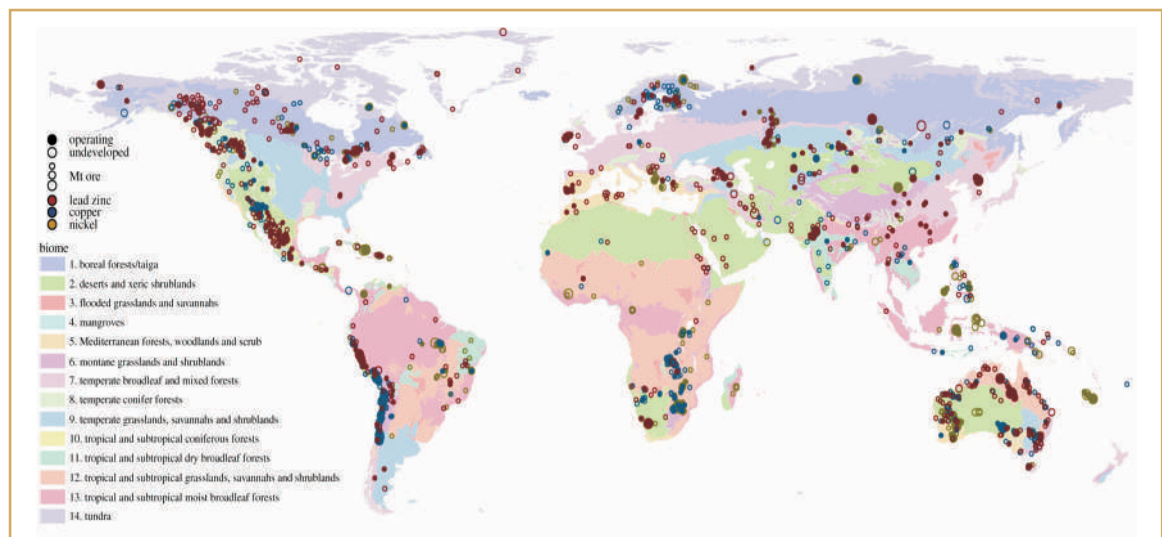 operating
undeveloped
Mt ore
lead zinc
copper
nickel
biome
1. boreal forests/taiga
2. deserts and xeric shrublands
3. flooded grasslands and savannahs
4. mangroves
5. Mediterranean forests, woodlands and scrub
6. montane grasslands and shrublands
7. temperate broadleaf and mixed forests
8. temperate conifer forests
9. temperate grasslands, savannahs and shrublands
10. tropical and subtropical coniferous forests
11. tropical and subtropical dry broadleaf forests
12. tropical and subtropical grasslands, savannahs and shrublands
13. tropical and subtropical moist broadleaf forests
14. tundra